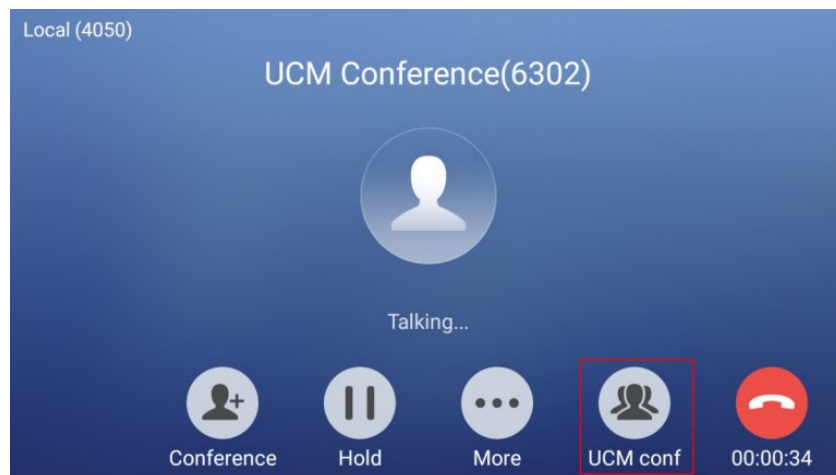 Local (4050)
UCM Conference(6302)
Talking...
Conference
Hold
More
UCM conf
00:00:34